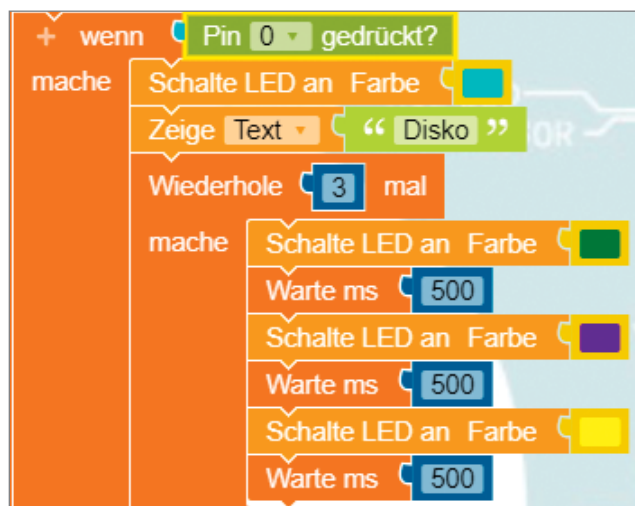 + wenn Pin 0 gedrückt?
mache Schalte LED an Farbe
Zeige Text “ Disko ”
Wiederhole 3 mal
mache Schalte LED an Farbe
Warte ms 500
Schalte LED an Farbe
Warte ms 500
Schalte LED an Farbe
Warte ms 500